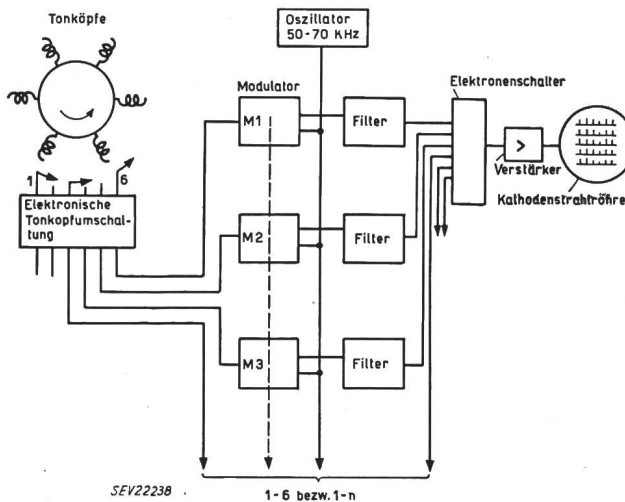 Tonköpfe
Oszillator
50-70 KHz
Elektronenschalter
Modulator
M1
Filter
>
Verstärker
Kathodenstrahlröhre
1
6
Elektronische
Tonkopfumschal-
tung
M2
Filter
M3
Filter
SEV22238
1-6 bezw. 1-n